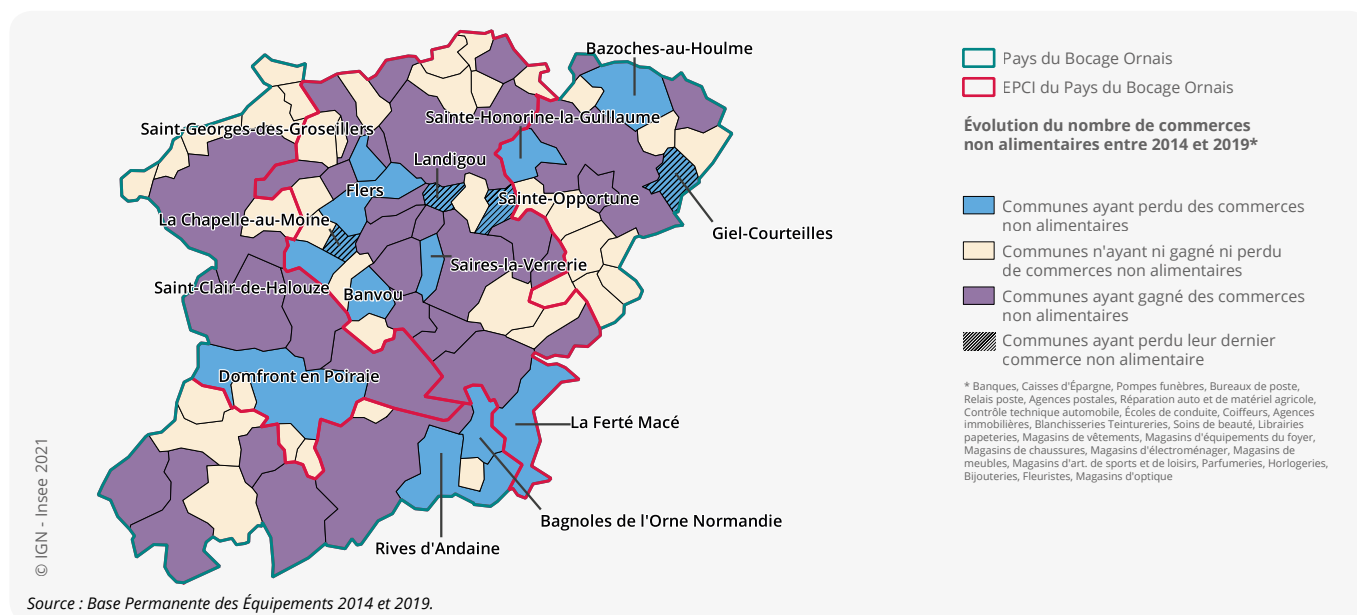 Bazoches-au-Houlme
Saint-Georges-des-Groseillers
Sainte-Honorine-la-Guillaume
Landigou
Flers
Sainte-Opportune
La Chapelle-au-Moine
Giel-Courteilles
Saires-la-Verrerie
Saint-Clair-de-Halouze
Banvou
Domfront en Poiraie
La Ferté Macé
Bagnoles de l'Orne Normandie
Rives d'Andaine
© IGN - Insee 2021
Source : Base Permanente des Équipements 2014 et 2019.
Pays du Bocage Ornais
EPCI du Pays du Bocage Ornais
Évolution du nombre de commerces
non alimentaires entre 2014 et 2019*
Communes ayant perdu des commerces
non alimentaires
Communes n'ayant ni gagné ni perdu
de commerces non alimentaires
Communes ayant gagné des commerces
non alimentaires
Communes ayant perdu leur dernier
commerce non alimentaire
* Banques, Caisses d'Épargne, Pompes funèbres, Bureaux de poste,
Relais poste, Agences postales, Réparation auto et de matériel agricole,
Contrôle technique automobile, Écoles de conduite, Coiffeurs, Agences
immobilières, Blanchisseries Teintureries, Soins de beauté, Librairies
papeteries, Magasins de vêtements, Magasins d'équipements du foyer,
Magasins de chaussures, Magasins d'électroménager, Magasins de
meubles, Magasins d'art. de sports et de loisirs, Parfumeries, Horlogeries,
Bijouteries, Fleuristes, Magasins d'optique